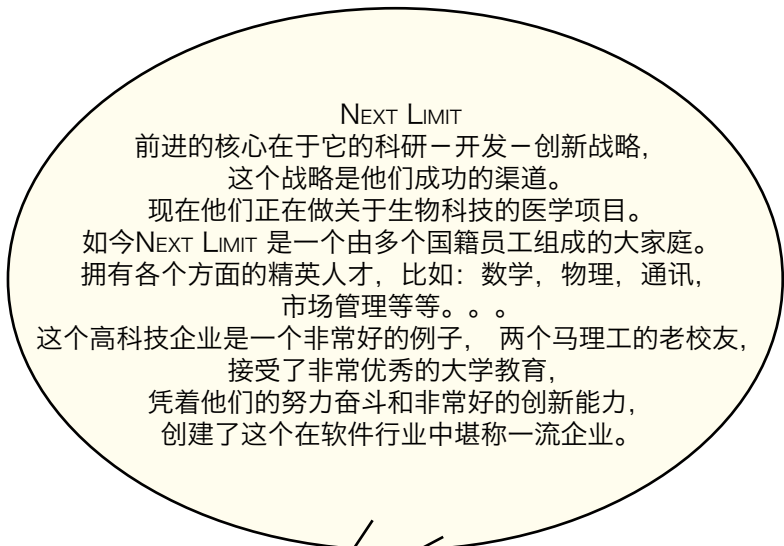 NEXT LIMIT
前进的核心在于它的科研－开发－创新战略，
这个战略是他们成功的渠道。
现在他们正在做关于生物科技的医学项目。
如今NEXT LIMIT 是一个由多个国籍员工组成的大家庭。
拥有各个方面的精英人才，比如：数学，物理，通讯，
市场管理等等。。。
这个高科技企业是一个非常好的例子， 两个马理工的老校友，
接受了非常优秀的大学教育，
凭着他们的努力奋斗和非常好的创新能力，
创建了这个在软件行业中堪称一流企业。